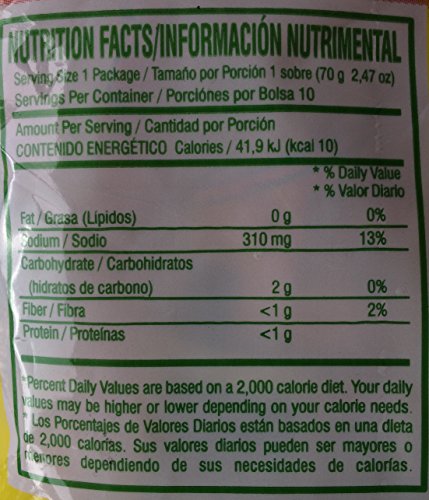 NUTRITION FACTS/INFORMACIÓN NUTRIMENTAL
Serving Size 1 Package / Tamaño por Porción 1 sobre (70 g 2,47 oz)
Servings Per Container / Porciónes por Bolsa 10
Amount Per Serving / Cantidad por Porción
CONTENIDO ENERGÉTICO Calories / 41,9 kJ (kcal 10)
* % Daily Value
* % Valor Diario
Fat / Grasa (Lípidos) 0 g 0%
Sodium / Sodio 310 mg 13%
Carbohydrate / Carbohidratos
(hidratos de carbono) 2 g 0%
Fiber / Fibra <1 g 2%
Protein / Proteínas <1 g
*Percent Daily Values are based on a 2,000 calorie diet. Your daily
values may be higher or lower depending on your calorie needs.
* Los Porcentajes de Valores Diarios están basados en una dieta
de 2,000 calorías. Sus valores diarios pueden ser mayores o
menores dependiendo de sus necesidades de calorías.